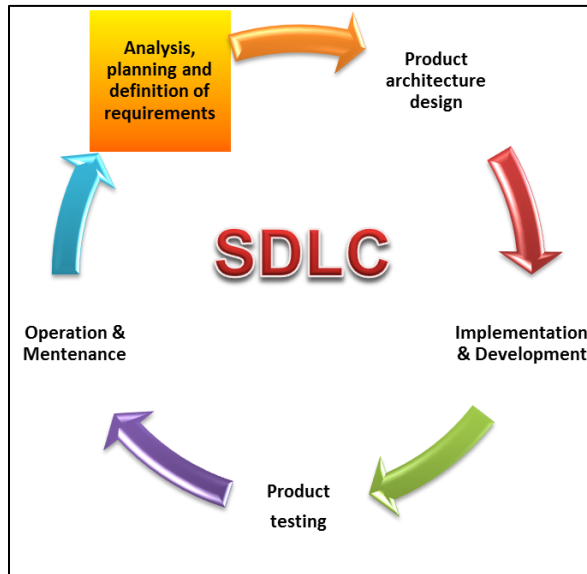 Analysis,
planning and
definition of
requirements
Product
architecture
design
SDLC
Implementation
& Development
Product
testing
Operation &
Mentenance